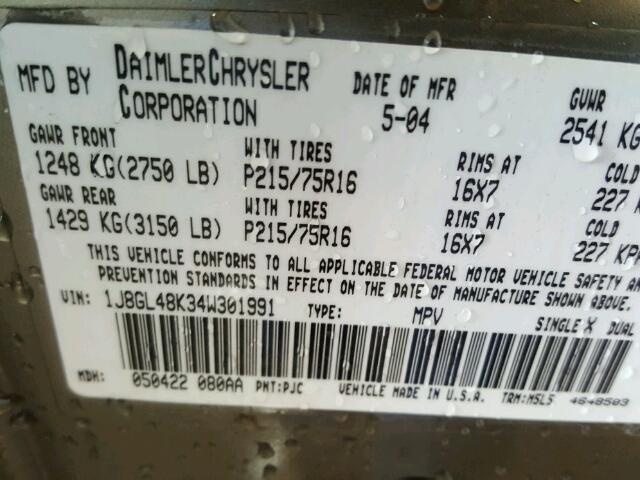 MFD BY DAIMLERCHRYSLER CORPORATION DATE OF MFR 5-04 GVWR 2541 KG
GAWR FRONT WITH TIRES RIMS AT COLD
1248 KG(2750 LB) P215/75R16 16X7 227 K
GAWR REAR WITH TIRES RIMS AT COLD
1429 KG(3150 LB) P215/75R16 16X7 227 KPA
THIS VEHICLE CONFORMS TO ALL APPLICABLE FEDERAL MOTOR VEHICLE SAFETY AN
PREVENTION STANDARDS IN EFFECT ON THE DATE OF MANUFACTURE SHOWN ABOVE.
VIN: 1J8GL48K34W301991 TYPE: MPV SINGLE X DUAL
MDH: 050422 080AA PNT:PJC VEHICLE MADE IN U.S.A. TRM:MSL5 4648503